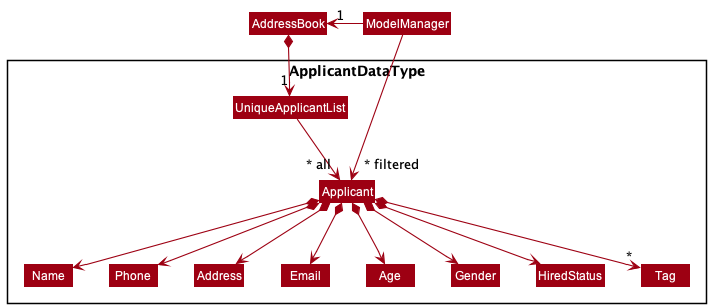 AddressBook
1
ModelManager
ApplicantDataType
1
UniqueApplicantList
* all
* filtered
Applicant
*
Name
Phone
Address
Email
Age
Gender
HiredStatus
Tag